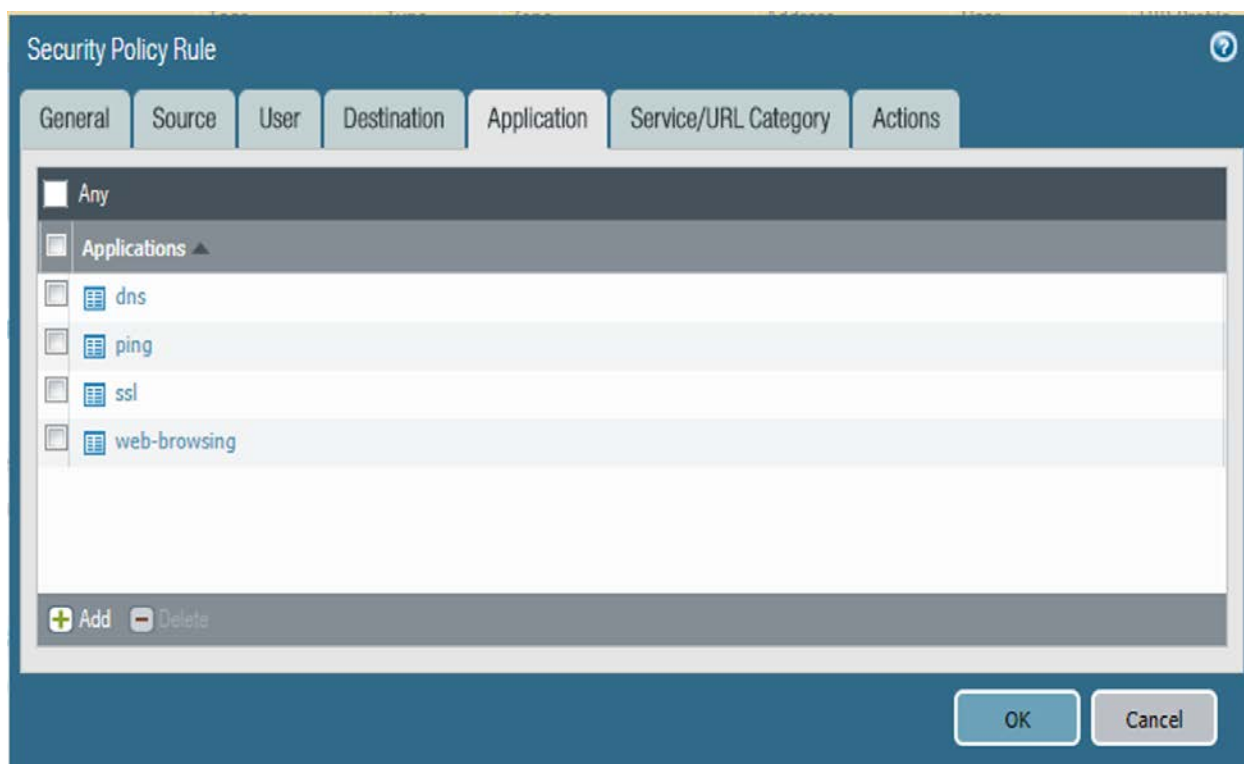 Security Policy Rule
General Source User Destination Application Service/URL Category Actions
Any
Applications
dns
ping
ssl
web-browsing
Add Delete
OK Cancel